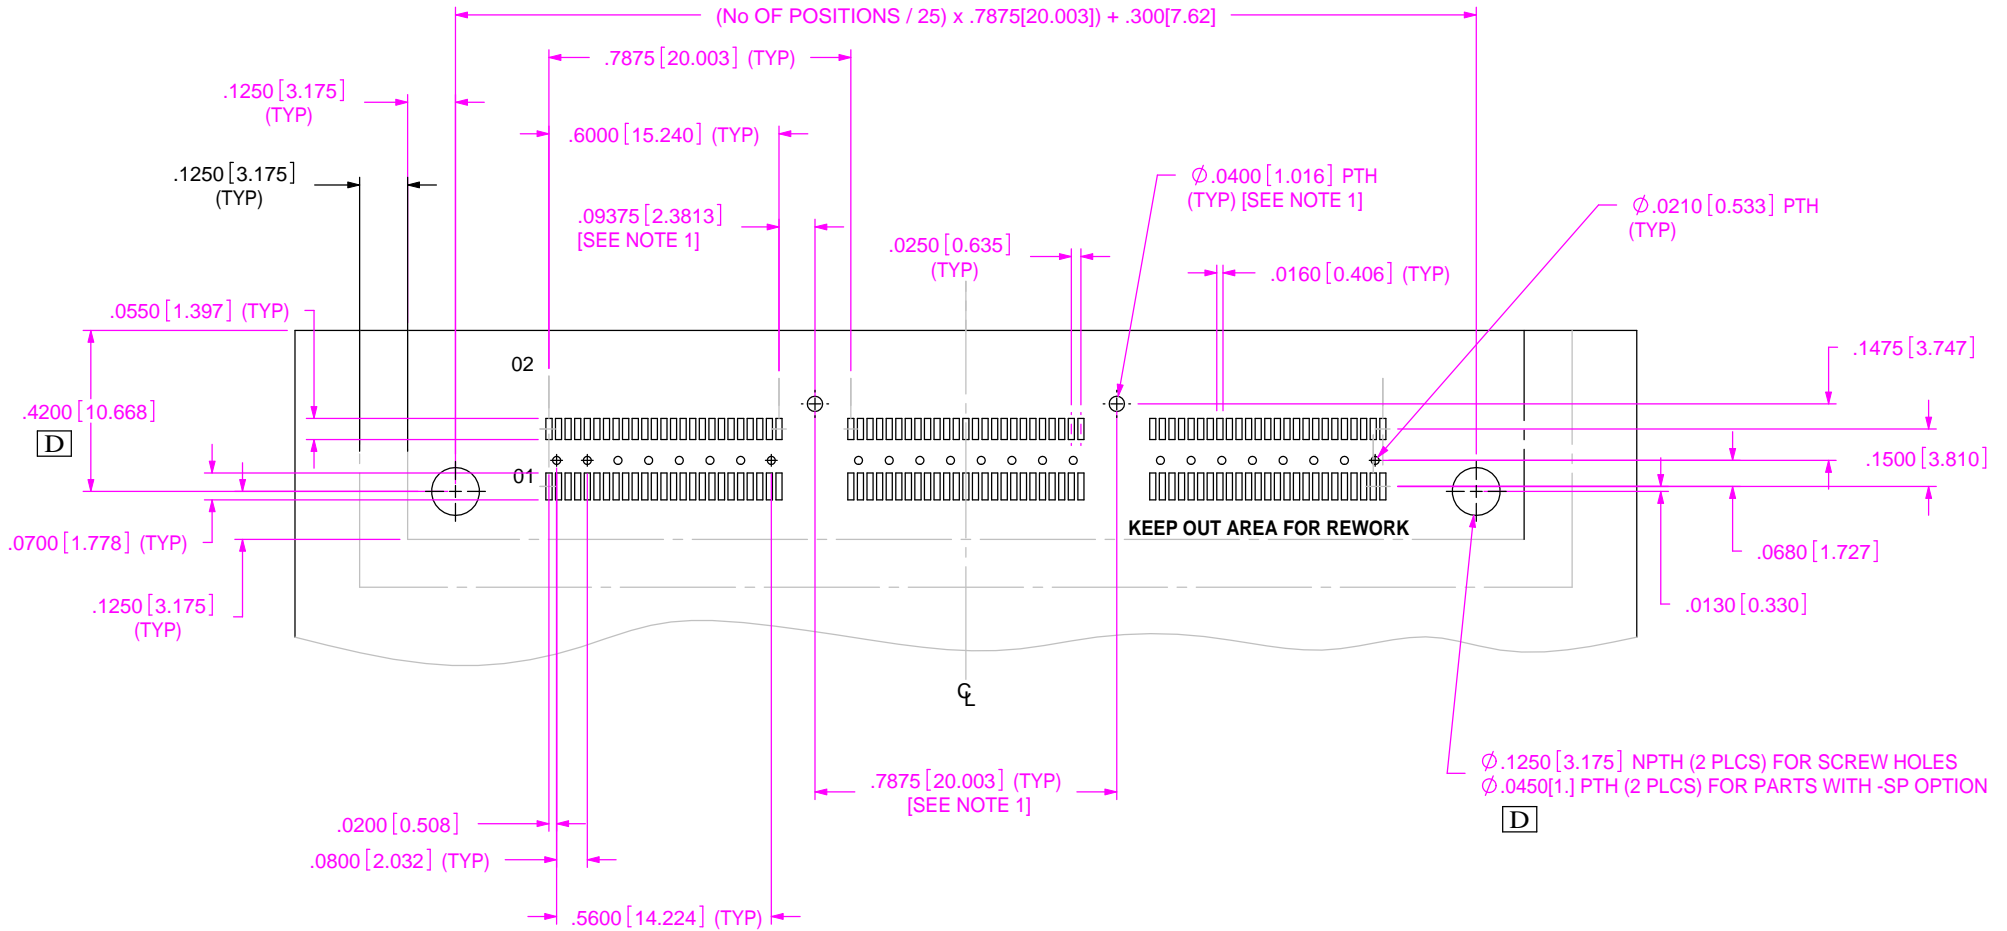 (No OF POSITIONS / 25) x .7875[20.003]) + .300[7.62]
.7875 [20.003] (TYP)
.1250 [3.175]
(TYP)
.6000 [15.240] (TYP)
.1250 [3.175]
(TYP)
Ø.0400 [1.016] PTH
(TYP) [SEE NOTE 1]
.09375 [2.3813]
[SEE NOTE 1]
Ø.0210 [0.533] PTH
(TYP)
.0250 [0.635]
(TYP)
.0160 [0.406] (TYP)
.0550 [1.397] (TYP)
02
.1475 [3.747]
.4200 [10.668]
D
01
.1500 [3.810]
KEEP OUT AREA FOR REWORK
.0700 [1.778] (TYP)
.0680 [1.727]
.1250 [3.175]
(TYP)
.0130 [0.330]
℄
Ø.1250 [3.175] NPTH (2 PLCS) FOR SCREW HOLES
Ø.0450[1.] PTH (2 PLCS) FOR PARTS WITH -SP OPTION
D
.7875 [20.003] (TYP)
[SEE NOTE 1]
.0200 [0.508]
.0800 [2.032] (TYP)
.5600 [14.224] (TYP)